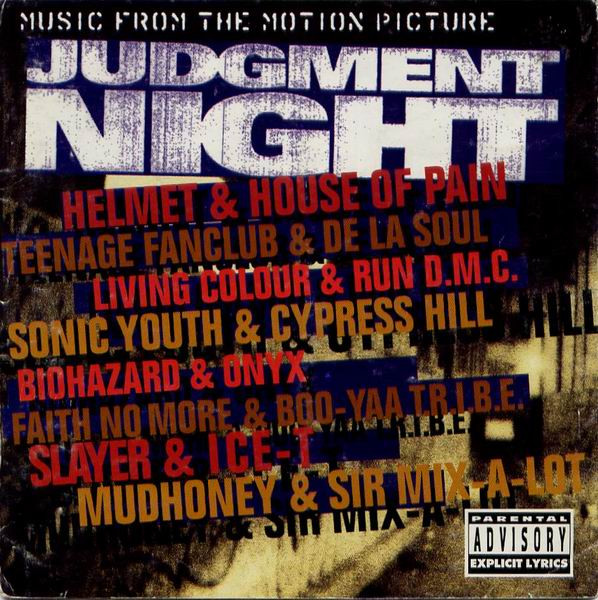 MUSIC FROM THE MOTION PICTURE
JUDGMENT
NIGHT
HELMET & HOUSE OF PAIN
TEENAGE FANCLUB & DE LA SOUL
LIVING COLOUR & RUN D.M.C.
SONIC YOUTH & CYPRESS HILL
BIOHAZARD & ONYX
FAITH NO MORE & BOO-YAA T.R.I.B.E.
SLAYER & ICE-T
MUDHONEY & SIR MIX-A-LOT
PARENTAL
ADVISORY
EXPLICIT LYRICS